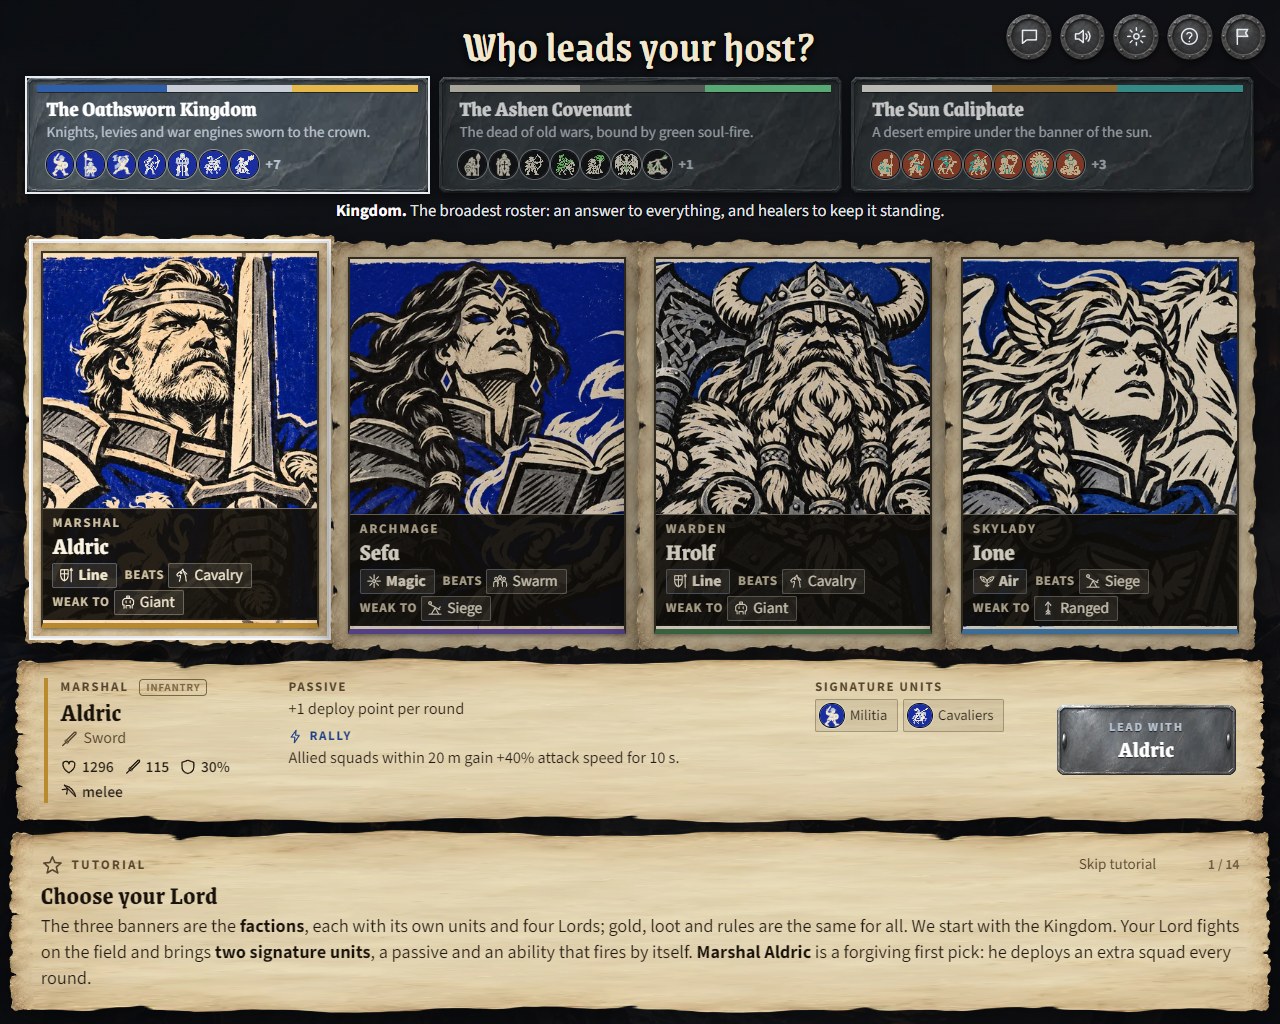 Who leads your host?
The Oathsworn Kingdom
Knights, levies and war engines sworn to the crown.
+7
The Ashen Covenant
The dead of old wars, bound by green soul-fire.
+1
The Sun Caliphate
A desert empire under the banner of the sun.
+3
Kingdom. The broadest roster: an answer to everything, and healers to keep it standing.
MARSHAL
Aldric
Line BEATS Cavalry
WEAK TO Giant
ARCHMAGE
Sefa
Magic BEATS Swarm
WEAK TO Siege
WARDEN
Hrolf
Line BEATS Cavalry
WEAK TO Giant
SKYLADY
Ione
Air BEATS Siege
WEAK TO Ranged
MARSHAL INFANTRY
Aldric
Sword
1296 115 30%
melee
PASSIVE
+1 deploy point per round
RALLY
Allied squads within 20 m gain +40% attack speed for 10 s.
SIGNATURE UNITS
Militia Cavaliers
LEAD WITH
Aldric
TUTORIAL
Skip tutorial 1 / 14
Choose your Lord
The three banners are the factions, each with its own units and four Lords; gold, loot and rules are the same for all. We start with the Kingdom. Your Lord fights
on the field and brings two signature units, a passive and an ability that fires by itself. Marshal Aldric is a forgiving first pick: he deploys an extra squad every
round.